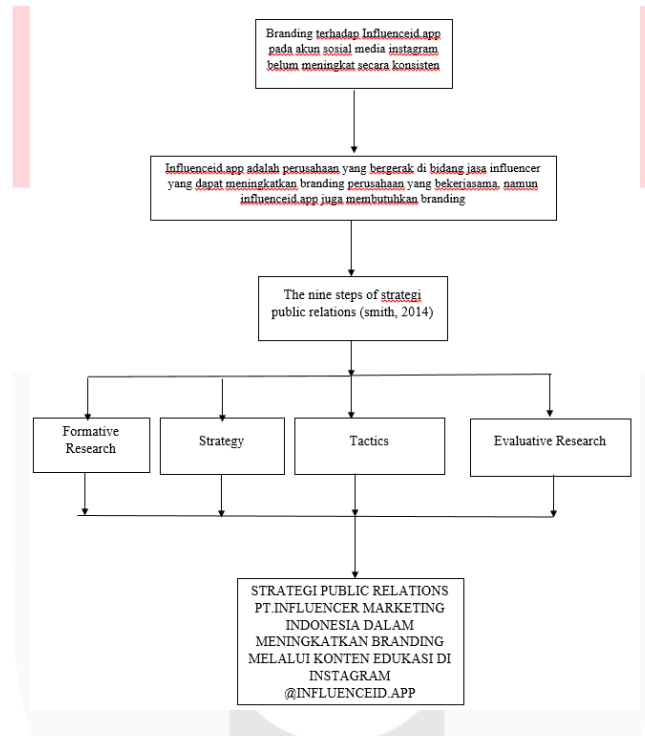 Branding terhadap Influenceid.app
pada akun sosial media instagram
belum meningkat secara konsisten
Influenceid.app adalah perusahaan yang bergerak di bidang jasa influencer
yang dapat meningkatkan branding perusahaan yang bekerjasama, namun
influenceid.app juga membutuhkan branding
The nine steps of strategi
public relations (smith, 2014)
Formative
Research
Strategy
Tactics
Evaluative Research
STRATEGI PUBLIC RELATIONS
PT.INFLUENCER MARKETING
INDONESIA DALAM
MENINGKATKAN BRANDING
MELALUI KONTEN EDUKASI DI
INSTAGRAM
@INFLUENCEID.APP